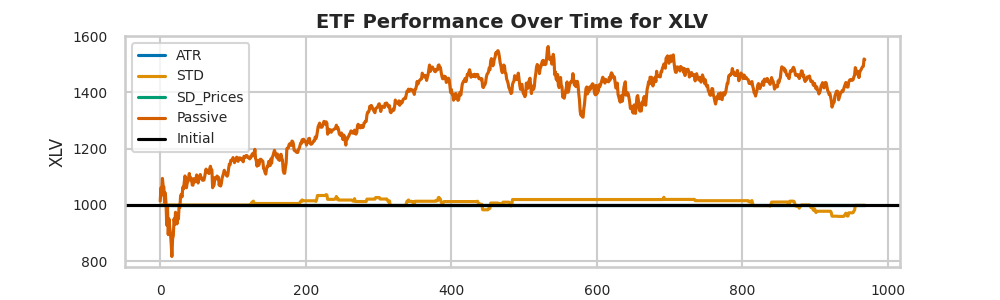 ETF Performance Over Time for XLV
1600
1400
1200
1000
800
XLV
ATR
STD
SD_Prices
Passive
Initial
0
200
400
600
800
1000